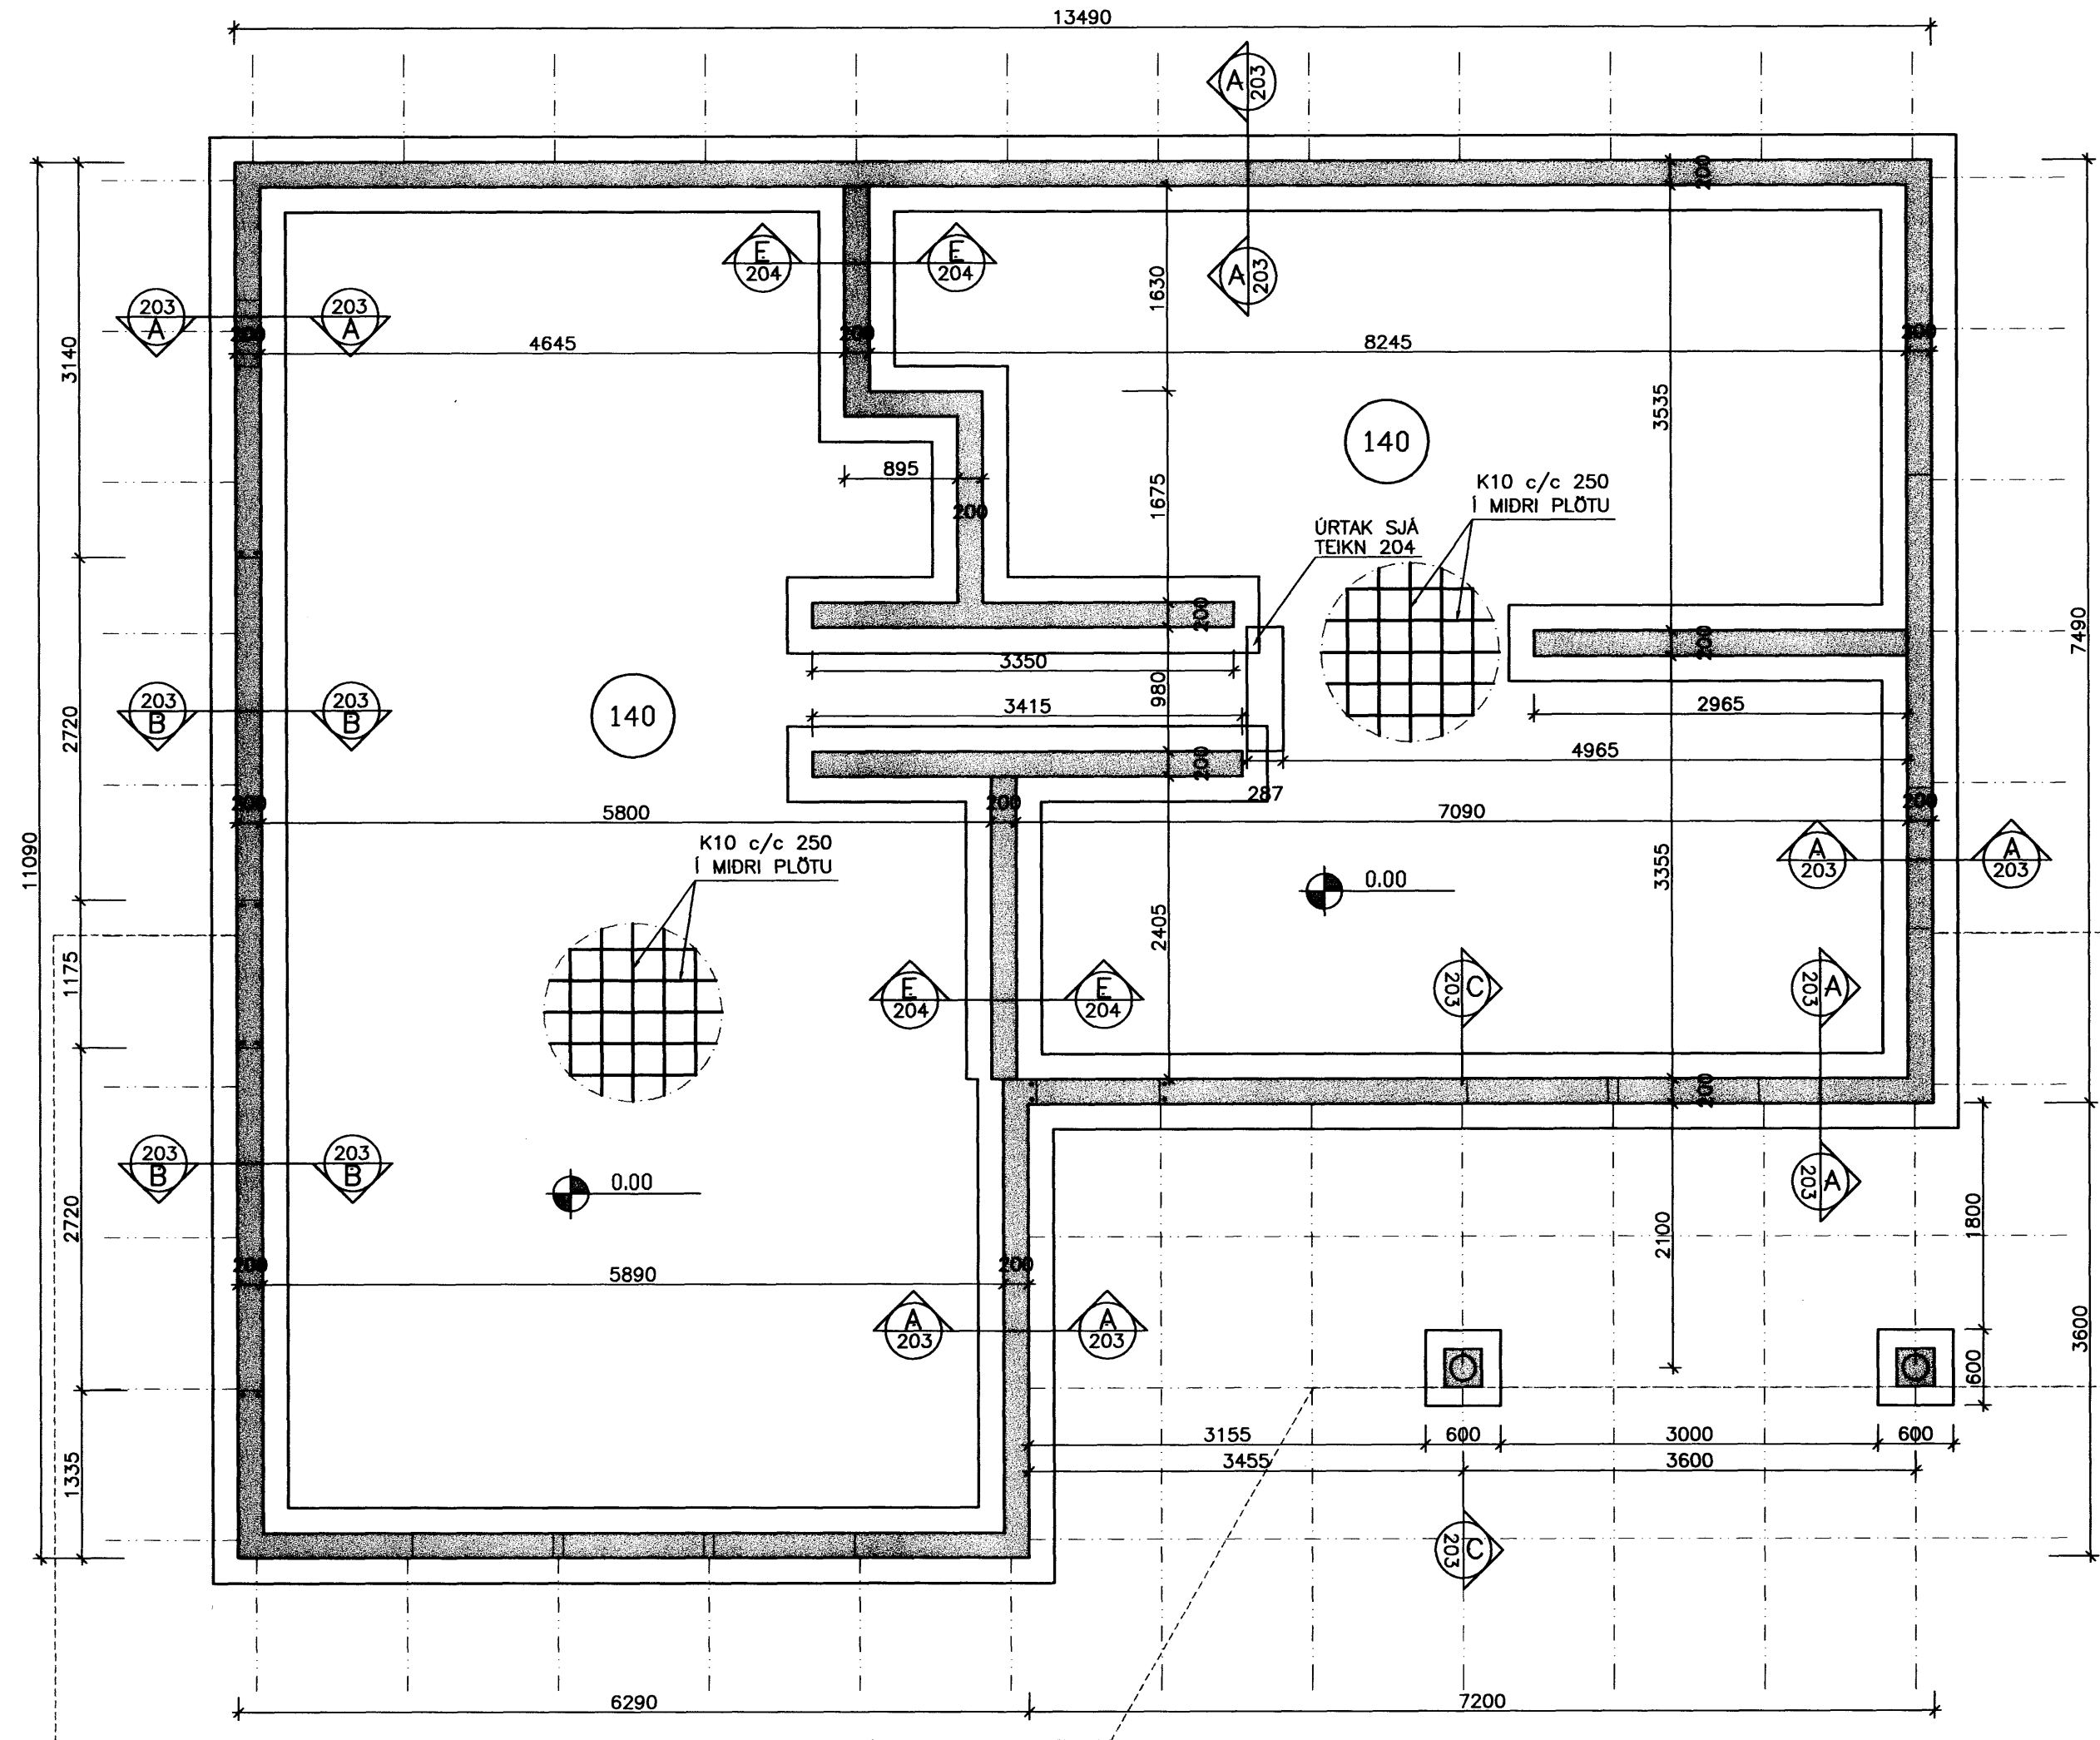 13490
A
203
200
E
204
E
204
A
203
1630
203
A
203
A
200
4645
200
8245
200
3140
3535
140
895
K10 c/c 250
Í MIÐRI PLÖTU
1675
200
ÚRTAK SJÁ
TEIKN 204
200
200
7490
3350
980
203
B
203
B
140
3415
2965
2720
4965
200
287
200
5800
200
7090
200
11090
K10 c/c 250
Í MIÐRI PLÖTU
3355
A
203
A
203
0.00
2405
1175
E
204
E
204
203
C
203
A
200
203
B
203
B
0.00
203
A
2720
2100
1800
200
5890
200
A
203
A
203
3600
600
3155
600
3000
600
3455
3600
1335
203
C
6290
7200